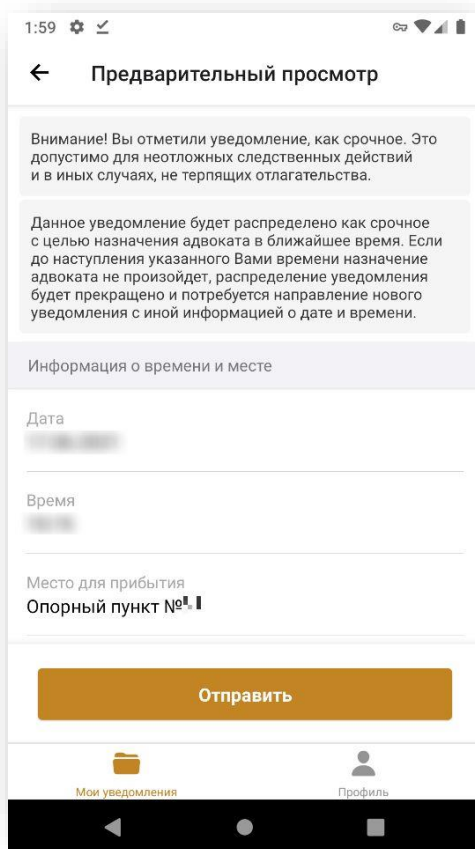 1:59
Предварительный просмотр
Внимание! Вы отметили уведомление, как срочное. Это
допустимо для неотложных следственных действий
и в иных случаях, не терпящих отлагательства.
Данное уведомление будет распределено как срочное
с целью назначения адвоката в ближайшее время. Если
до наступления указанного Вами времени назначение
адвоката не произойдет, распределение уведомления
будет прекращено и потребуется направление нового
уведомления с иной информацией о дате и времени.
Информация о времени и месте
Дата
Время
Место для прибытия
Опорный пункт №
Отправить
Мои уведомления
Профиль